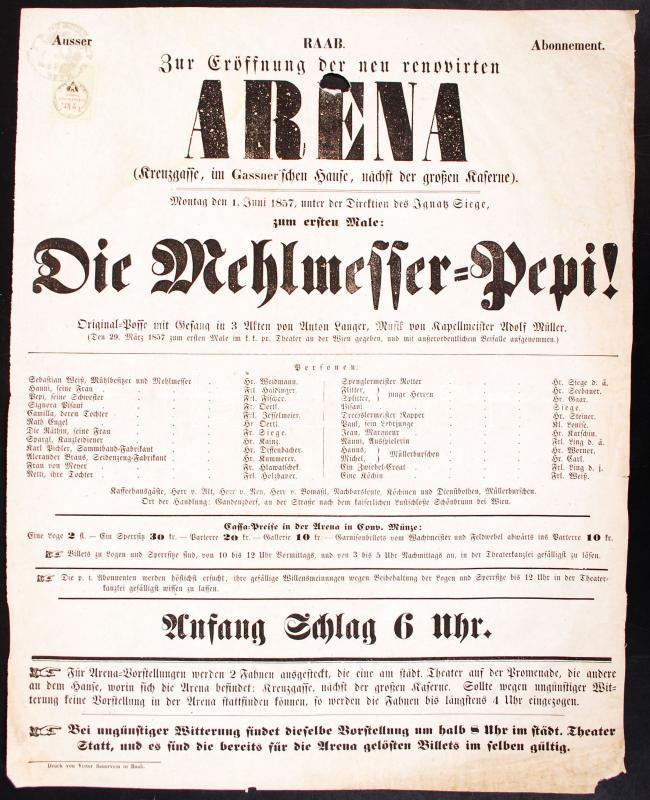 Ausser RAAB. Abonnement.
Zur Eröffnung der neu renovirten
ARENA
(Kreuzgasse, im Gassner'schen Hause, nächst der großen Kaserne).
Montag den 1. Juni 1857, unter der Direktion des Ignatz Siege,
zum ersten Male:
Die Mehlmesser-Pepi!
Original-Posse mit Gesang in 3 Akten von Anton Langer, Musik von Kapellmeister Adolf Müller.
(Den 29. März 1857 zum ersten Male im k. k. pr. Theater an der Wien gegeben, und mit außerordentlichen Beifalle aufgenommen.)
Personen:
Sebastian Weiß, Mühlbesitzer und Mehlmesser . Hr. Weidmann.
Hanni, seine Frau . Frl. Haidinger.
Pepi, seine Schwester . Frl. Fischer.
Signora Pisani . Fr. Oertl.
Camilla, deren Tochter . Frl. Jesselmeier.
Rath Engel . Hr. Oertl.
Die Räthin, seine Frau . Fr. Siege.
Spargl, Kanzleidiener . Hr. Kainz.
Karl Pichler, Sammtband-Fabrikant . Hr. Diffenbacher.
Alexander Braus, Seidenzeug-Fabrikant . Hr. Kummerer.
Frau von Meyer . Fr. Hlawatschek.
Netti, ihre Tochter . Frl. Holzbauer.
Spenglermeister Rotter . Hr. Siege d. ä.
Flitter, } junge Herren . Hr. Seebauer.
Splittre, } . Hr. Gaar.
Pisani . Siege.
Drechslermeister Rapper . Hr. Steiner.
Paul, sein Lehrjunge . Kl. Louise.
Jean, Marqueur . Hr. Karschin.
Nanni, Aufspielerin . Frl. Ling d. ä.
Hanns, } Müllerburschen . Hr. Werner.
Michel, } . Hr. Carl.
Ein Zwiebel-Croat . Frl. Ling d. j.
Eine Köchin . Frl. Weiß.
Kaffeehausgäste, Herr v. Alt, Herr v. Neu, Herr v. Vomasil, Nachbarsleute, Köchinen und Dienstbothen, Müllerburschen.
Ort der Handlung: Gaudenzdorf, an der Straße nach dem kaiserlichen Lustschloße Schönbrunn bei Wien.
Cassa-Preise in der Arena in Conv. Münze:
Eine Loge 2 fl. — Ein Sperrsitz 30 kr. — Parterre 20 kr. — Gallerie 10 kr. — Garnisonbillets vom Wachtmeister und Feldwebel abwärts ins Parterre 10 kr.
Billets zu Logen und Sperrsitze sind, von 10 bis 12 Uhr Vormittags, und von 3 bis 5 Uhr Nachmittags an, in der Theaterkanzlei gefälligst zu lösen.
Die p. t. Abonnenten werden höflichst ersucht, ihre gefällige Willensmeinungen wegen Beibehaltung der Logen und Sperrsitze bis 12 Uhr in der Theater-
kanzlei gefälligst wissen zu lassen.
Anfang Schlag 6 Uhr.
Für Arena-Vorstellungen werden 2 Fahnen ausgesteckt, die eine am städt. Theater auf der Promenade, die andere
an dem Hause, worin sich die Arena befindet: Kreuzgasse, nächst der großen Kaserne. Sollte wegen ungünstiger Wit-
terung keine Vorstellung in der Arena stattfinden können, so werden die Fahnen bis längstens 4 Uhr eingezogen.
Bei ungünstiger Witterung findet dieselbe Vorstellung um halb 8 Uhr im städt. Theater
Statt, und es sind die bereits für die Arena gelösten Billets im selben gültig.
Druck von Victor Sauervein in Raab.